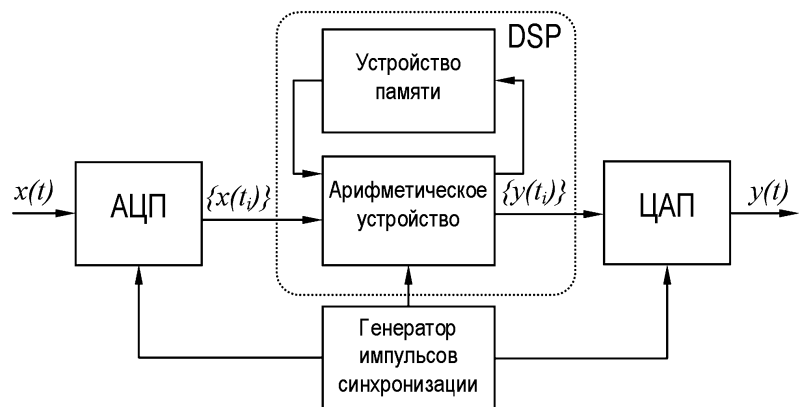 DSP
Устройство
памяти
x(t)
АЦП
{x(ti)}
Арифметическое
устройство
{y(ti)}
ЦАП
y(t)
Генератор
импульсов
синхронизации